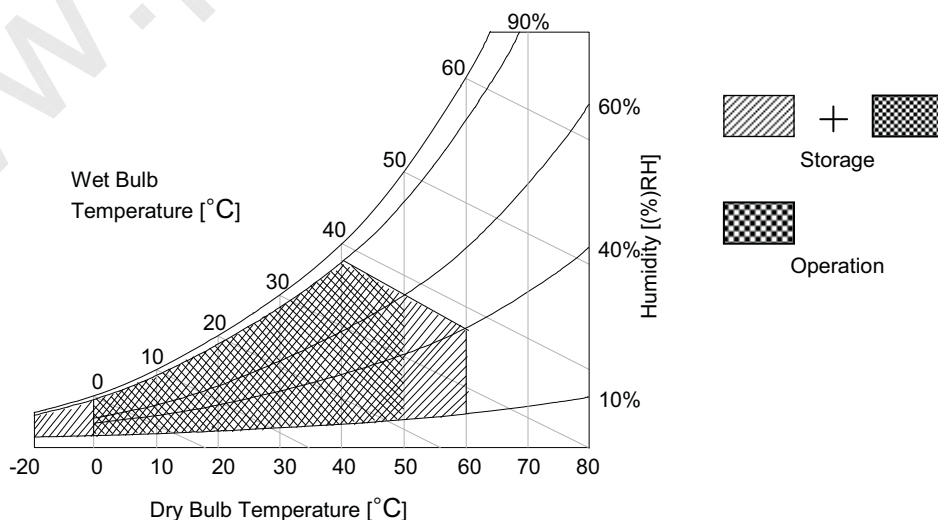 w.
90%
60
60%
50
Wet Bulb
Temperature [°C]
Storage
Humidity [(%)RH]
40
40%
30
Operation
20
10
0
10%
-20 0 10 20 30 40 50 60 70 80
Dry Bulb Temperature [°C]